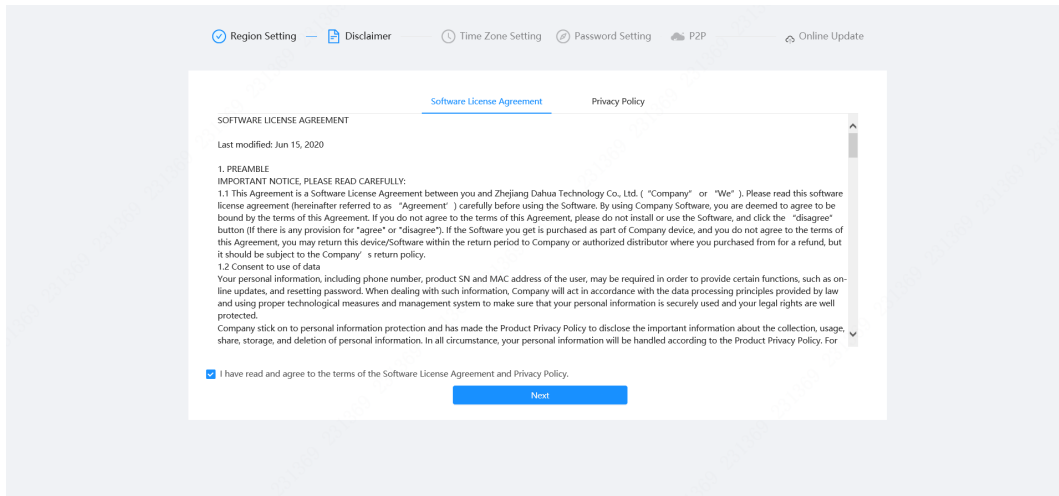 Region Setting
Disclaimer
Time Zone Setting
Password Setting
P2P
Online Update
Software License Agreement
Privacy Policy
SOFTWARE LICENSE AGREEMENT
Last modified: Jun 15, 2020
1. PREAMBLE
IMPORTANT NOTICE, PLEASE READ CAREFULLY:
1.1 This Agreement is a Software License Agreement between you and Zhejiang Dahua Technology Co., Ltd. ( “Company” or “We” ). Please read this software
license agreement (hereinafter referred to as “Agreement’ ) carefully before using the Software. By using Company Software, you are deemed to agree to be
bound by the terms of this Agreement. If you do not agree to the terms of this Agreement, please do not install or use the Software, and click the “disagree”
button (If there is any provision for "agree" or "disagree"). If the Software you get is purchased as part of Company device, and you do not agree to the terms of
this Agreement, you may return this device/Software within the return period to Company or authorized distributor where you purchased from for a refund, but
it should be subject to the Company’ s return policy.
1.2 Consent to use of data
Your personal information, including phone number, product SN and MAC address of the user, may be required in order to provide certain functions, such as on-
line updates, and resetting password. When dealing with such information, Company will act in accordance with the data processing principles provided by law
and using proper technological measures and management system to make sure that your personal information is securely used and your legal rights are well
protected.
Company stick on to personal information protection and has made the Product Privacy Policy to disclose the important information about the collection, usage,
share, storage, and deletion of personal information. In all circumstance, your personal information will be handled according to the Product Privacy Policy. For
I have read and agree to the terms of the Software License Agreement and Privacy Policy.
Next